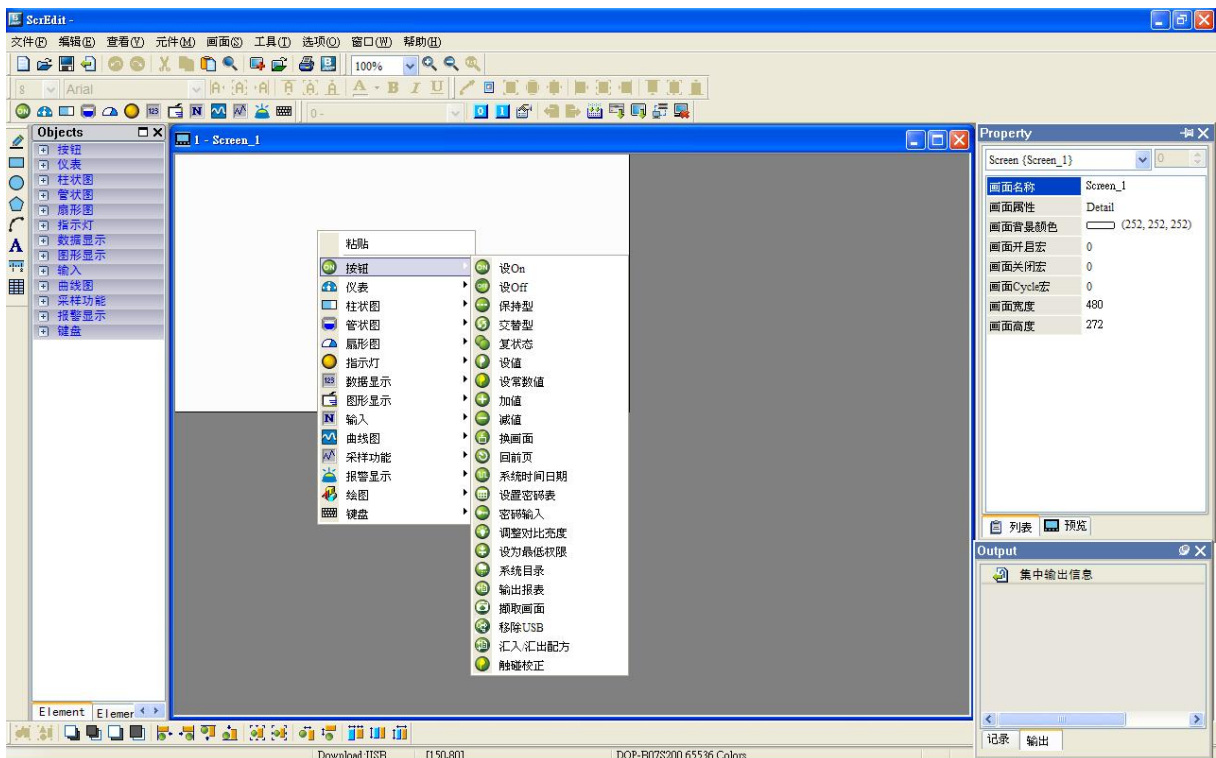 ScrEdit -
文件(F) 编辑(E) 查看(V) 元件(M) 画面(S) 工具(T) 选项(O) 窗口(W) 帮助(H)
100%
8 Arial A A A A A A A B I U
0 -
Objects
按钮
仪表
柱状图
管状图
扇形图
指示灯
数据显示
图形显示
输入
曲线图
采样功能
报警显示
键盘
Element Elemer
1 - Screen_1
粘贴
按钮
仪表
柱状图
管状图
扇形图
指示灯
数据显示
图形显示
输入
曲线图
采样功能
报警显示
绘图
键盘
设On
设Off
保持型
交替型
复状态
设值
设常数值
加值
减值
换画面
回前页
系统时间日期
设置密码表
密码输入
调整对比亮度
设为最低权限
系统目录
输出报表
撷取画面
移除USB
汇入/汇出配方
触碰校正
Property
Screen {Screen_1} 0
画面名称 Screen_1
画面属性 Detail
画面背景颜色 (252, 252, 252)
画面开启宏 0
画面关闭宏 0
画面Cycle宏 0
画面宽度 480
画面高度 272
列表 预览
Output
集中输出信息
记录 输出
Download:USB [150,80] DOP-B07S200 65536 Colors